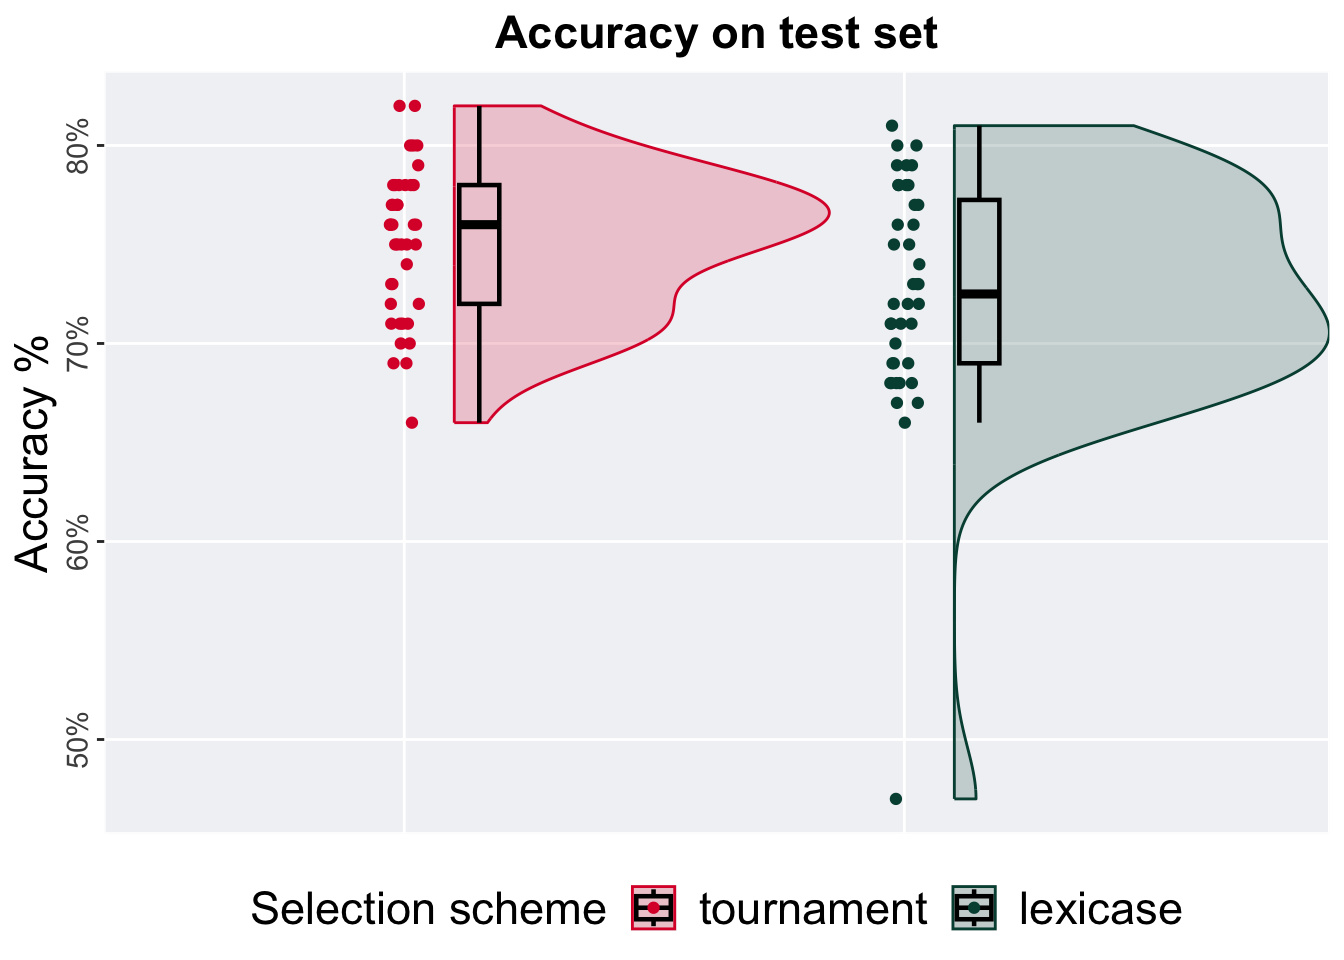 Accuracy on test set
Accuracy %
80%
70%
60%
50%
Selection scheme tournament lexicase